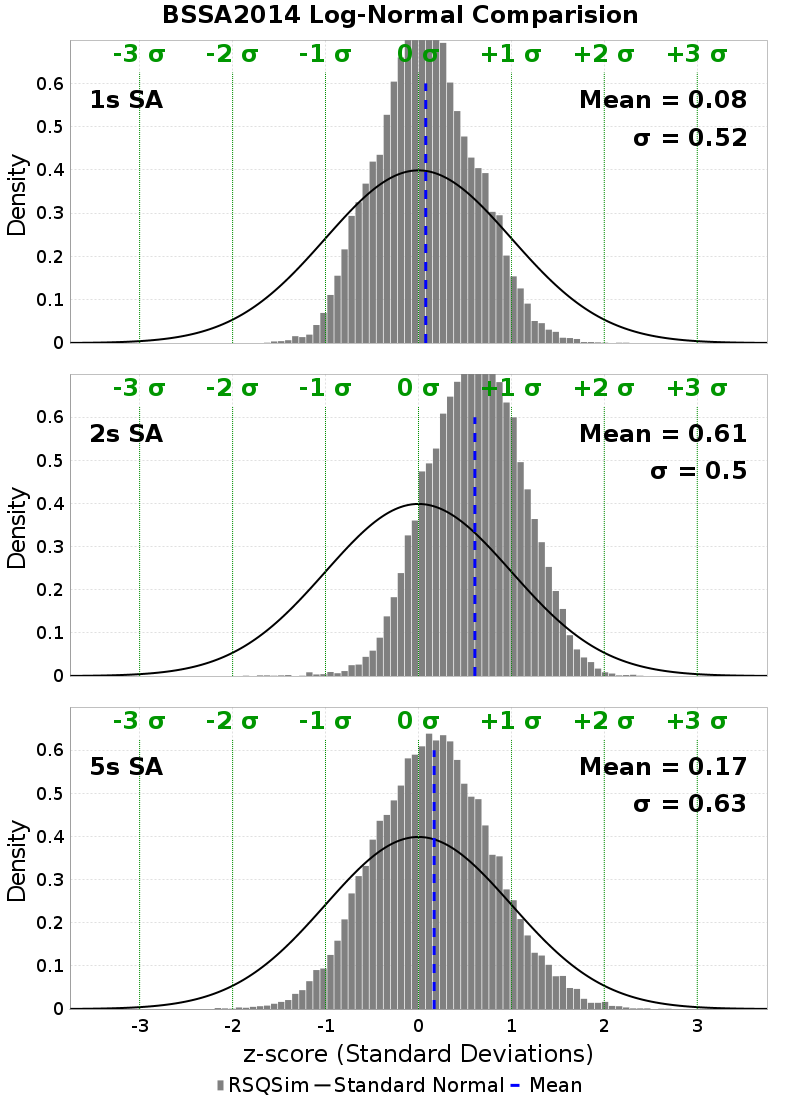 BSSA2014 Log-Normal Comparision
-3 σ -2 σ -1 σ 0 σ +1 σ +2 σ +3 σ
1s SA
Mean = 0.08
σ = 0.52
0.6
0.5
0.4
0.3
0.2
0.1
0
Density
-3 σ -2 σ -1 σ 0 σ +1 σ +2 σ +3 σ
2s SA
Mean = 0.61
σ = 0.5
0.6
0.5
0.4
0.3
0.2
0.1
0
Density
-3 σ -2 σ -1 σ 0 σ +1 σ +2 σ +3 σ
5s SA
Mean = 0.17
σ = 0.63
0.6
0.5
0.4
0.3
0.2
0.1
0
Density
-3 -2 -1 0 1 2 3
z-score (Standard Deviations)
RSQSim Standard Normal Mean